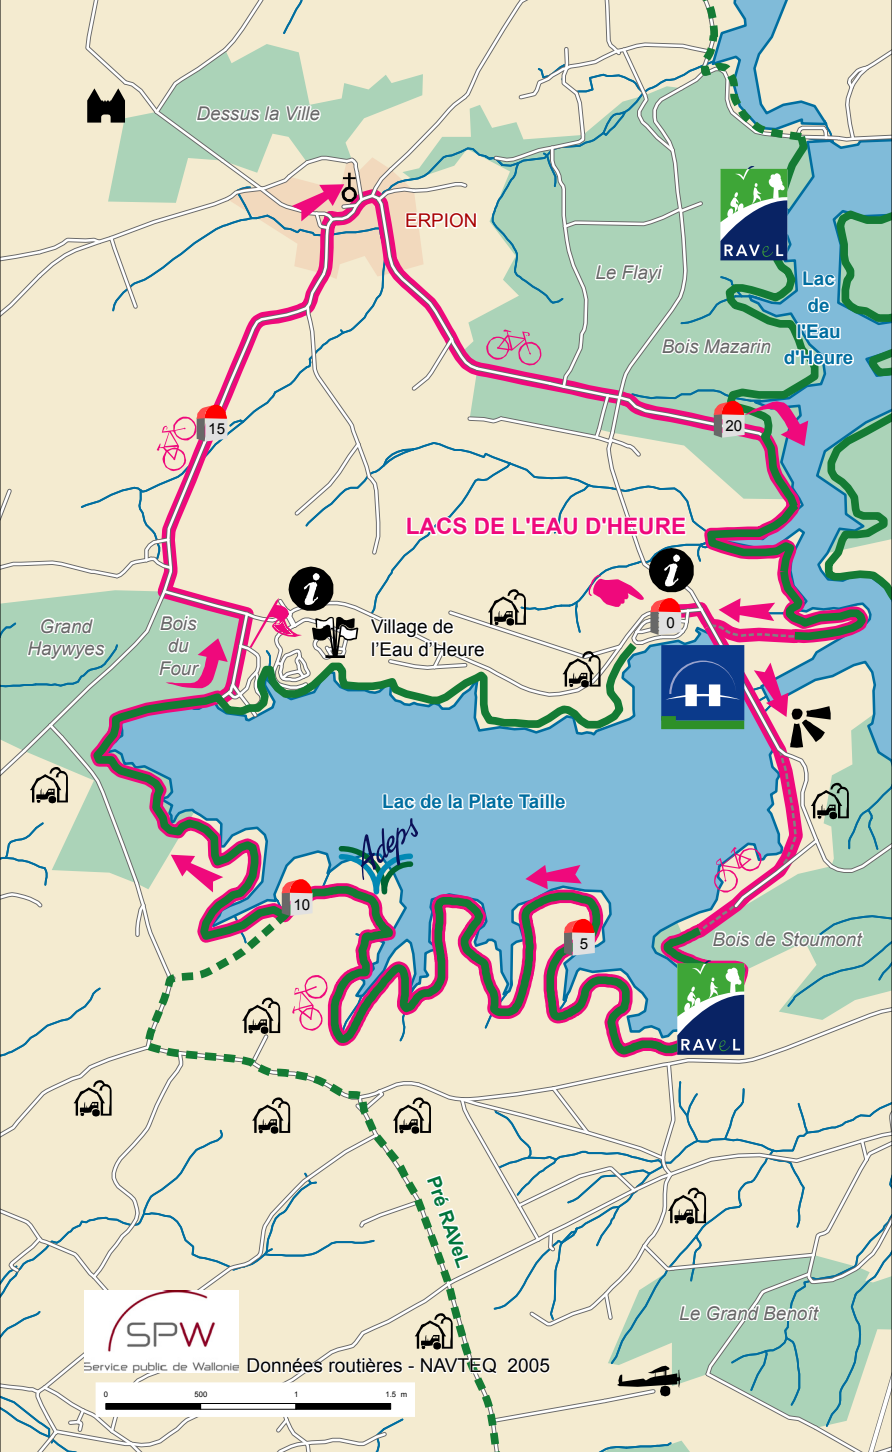 Dessus la Ville
ERPION
Le Flayi
RAVeL
Lac
de
l'Eau
d'Heure
Bois Mazarin
15
20
LACS DE L'EAU D'HEURE
i
i
0
Grand
Haywyes
Bois
du
Four
Village de
l'Eau d'Heure
H
Lac de la Plate Taille
Adeps
10
5
Bois de Stoumont
RAVeL
Pré RAVeL
Le Grand Benoît
SPW
Service public de Wallonie
Données routières - NAVTEQ 2005
0 500 1 1.5 m